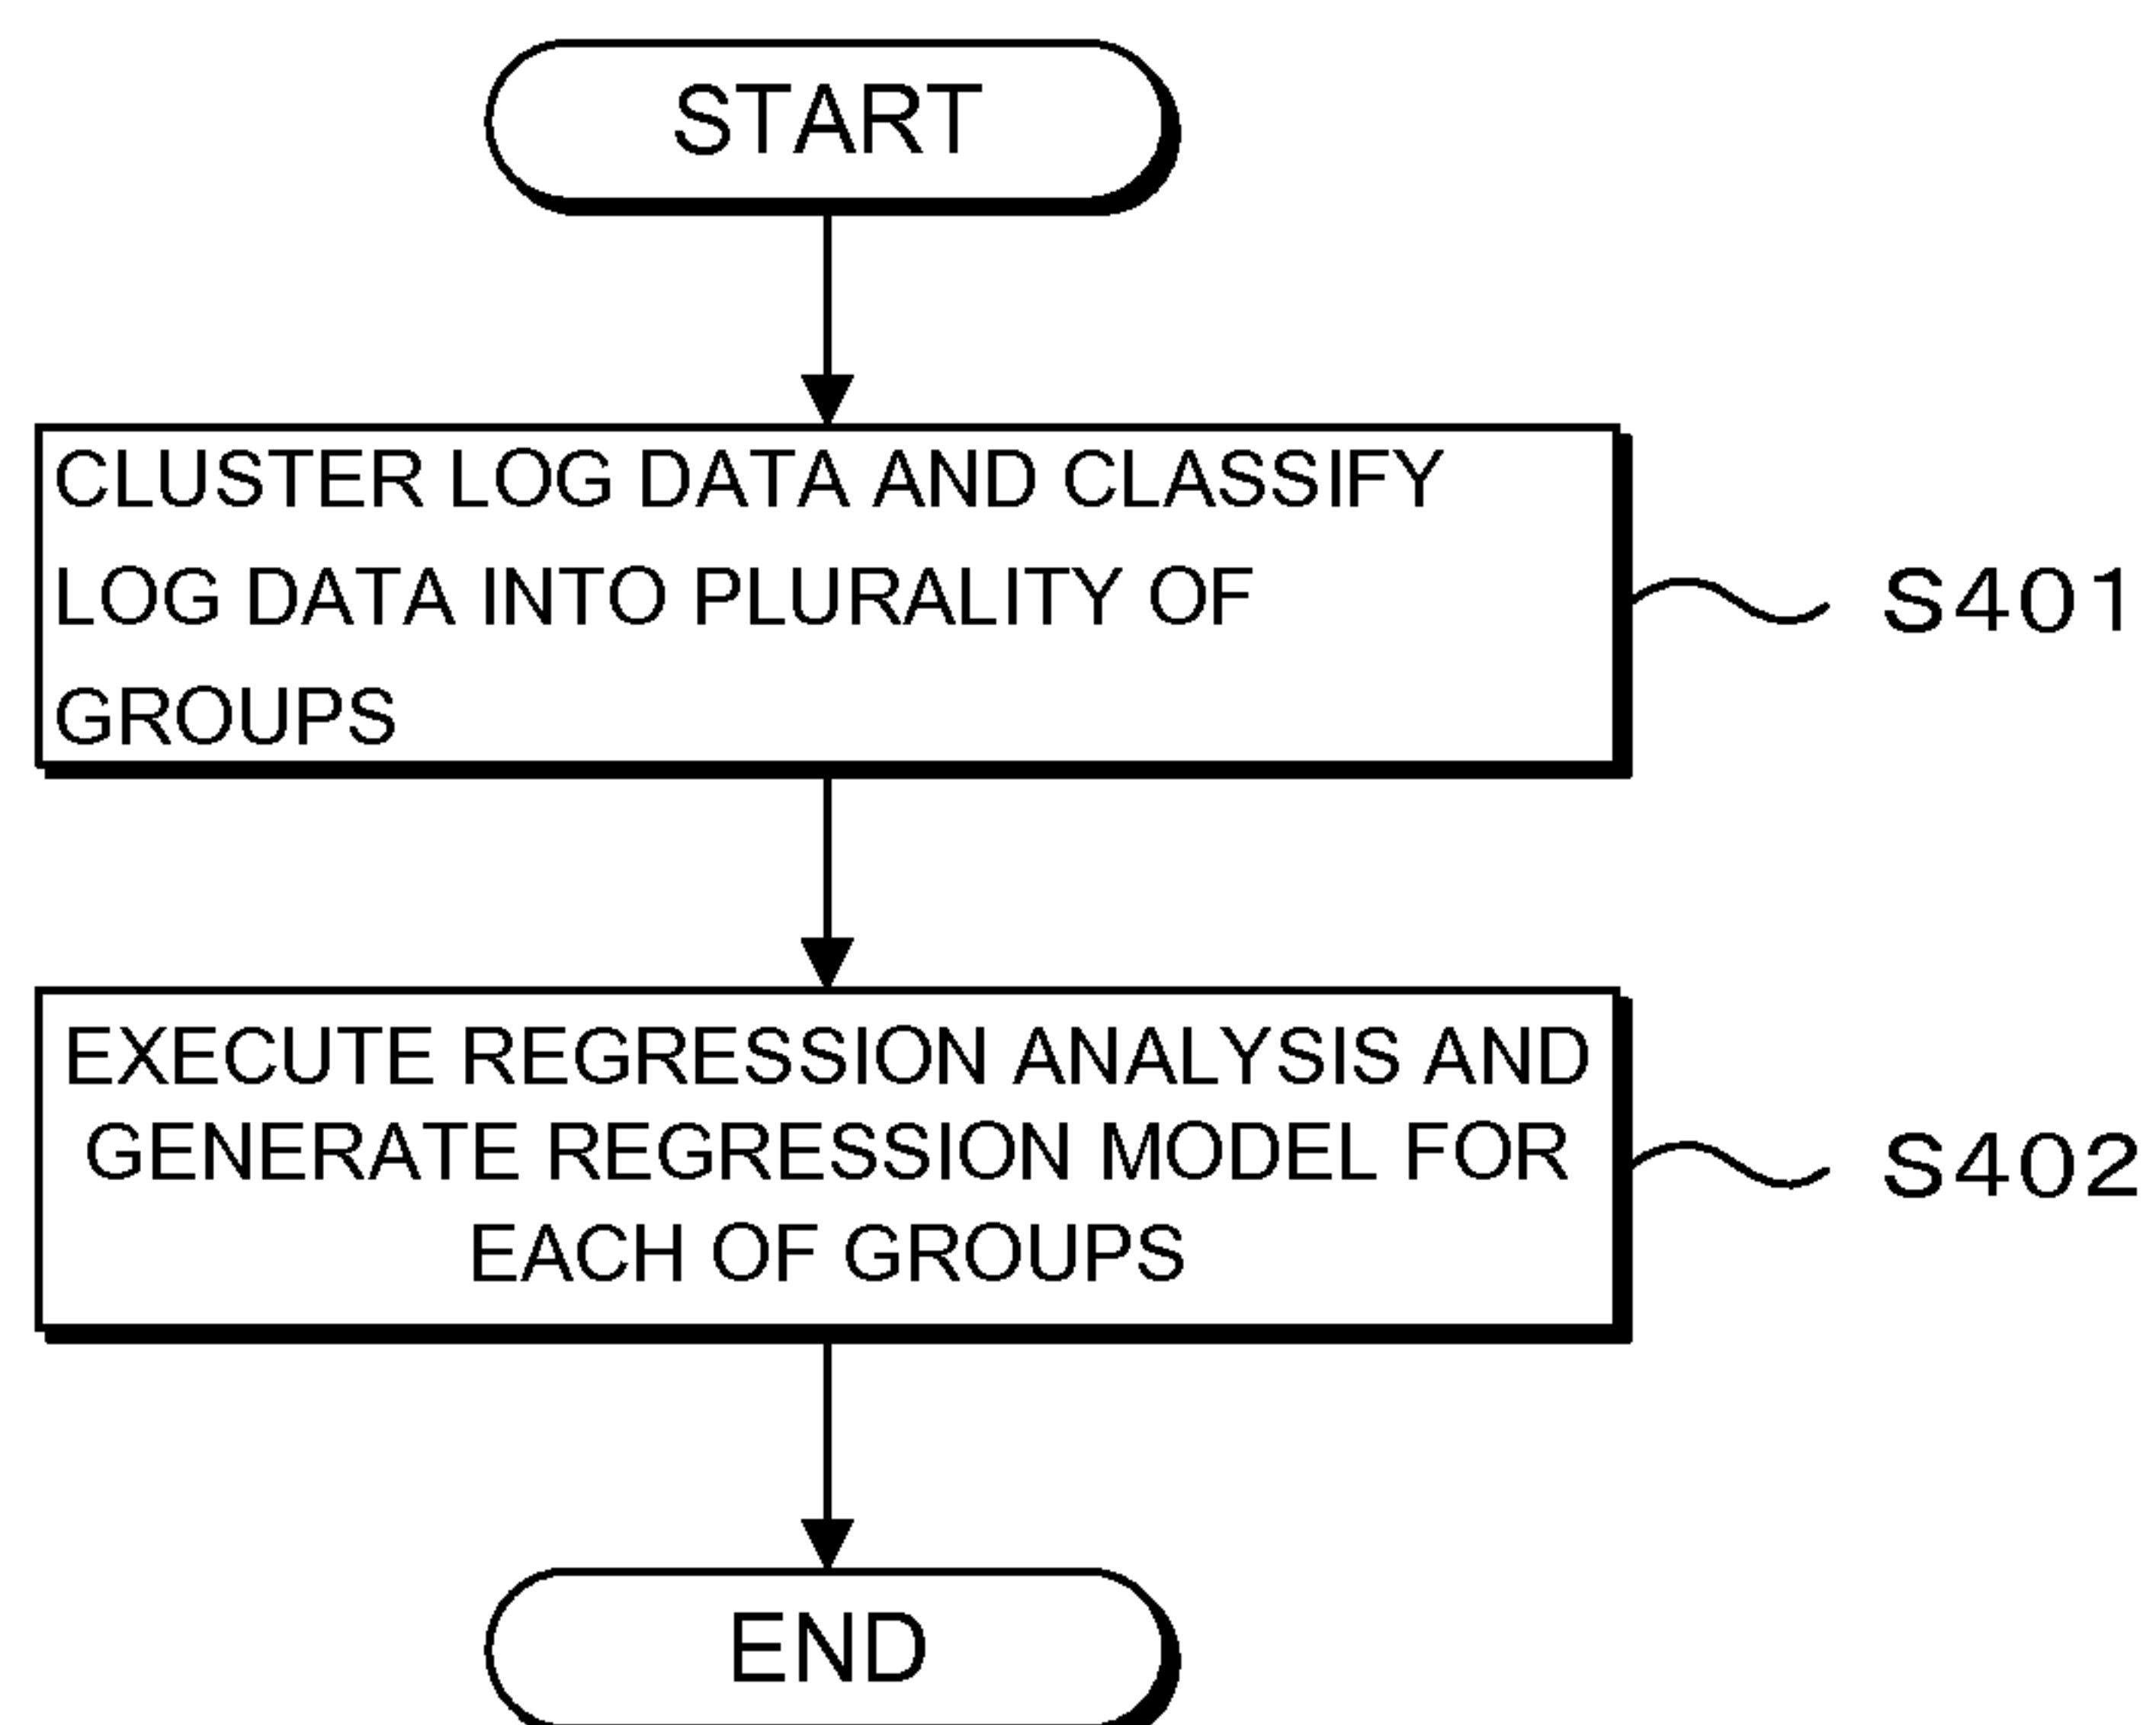 START
CLUSTER LOG DATA AND CLASSIFY
LOG DATA INTO PLURALITY OF
GROUPS
S401
EXECUTE REGRESSION ANALYSIS AND
GENERATE REGRESSION MODEL FOR
EACH OF GROUPS
S402
END